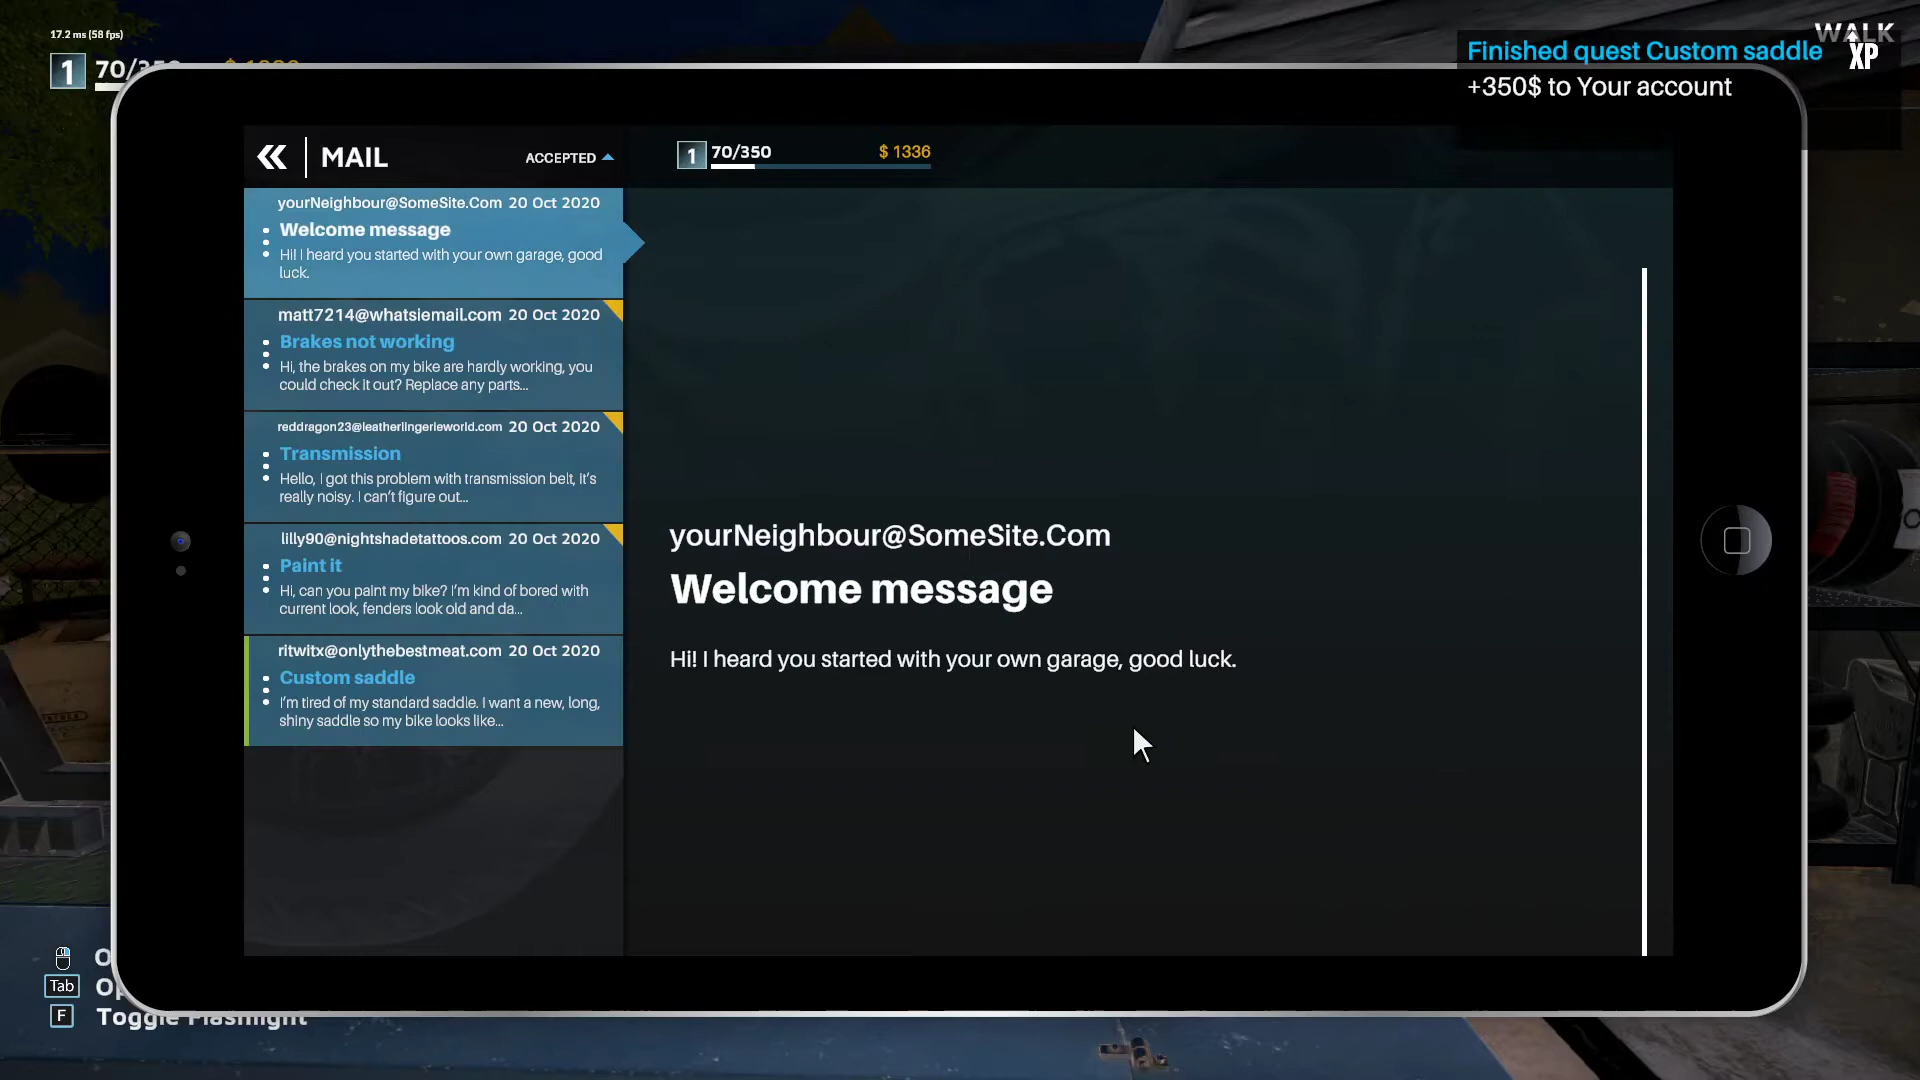 17.2 ms (58 fps)
WALK
XP
1 70/350
Finished quest Custom saddle
+350$ to Your account
MAIL
ACCEPTED
1 70/350 $ 1336
yourNeighbour@SomeSite.Com 20 Oct 2020
Welcome message
Hi! I heard you started with your own garage, good
luck.
matt7214@whatsiemail.com 20 Oct 2020
Brakes not working
Hi, the brakes on my bike are hardly working, you
could check it out? Replace any parts...
reddragon23@leatherlingerieworld.com 20 Oct 2020
Transmission
Hello, I got this problem with transmission belt, it's
really noisy. I can't figure out...
lilly90@nightshadetattoos.com 20 Oct 2020
Paint it
Hi, can you paint my bike? I'm kind of bored with
current look, fenders look old and da...
ritwitx@onlythebestmeat.com 20 Oct 2020
Custom saddle
I'm tired of my standard saddle. I want a new, long,
shiny saddle so my bike looks like...
yourNeighbour@SomeSite.Com
Welcome message
Hi! I heard you started with your own garage, good luck.
Tab
F Toggle Flashlight